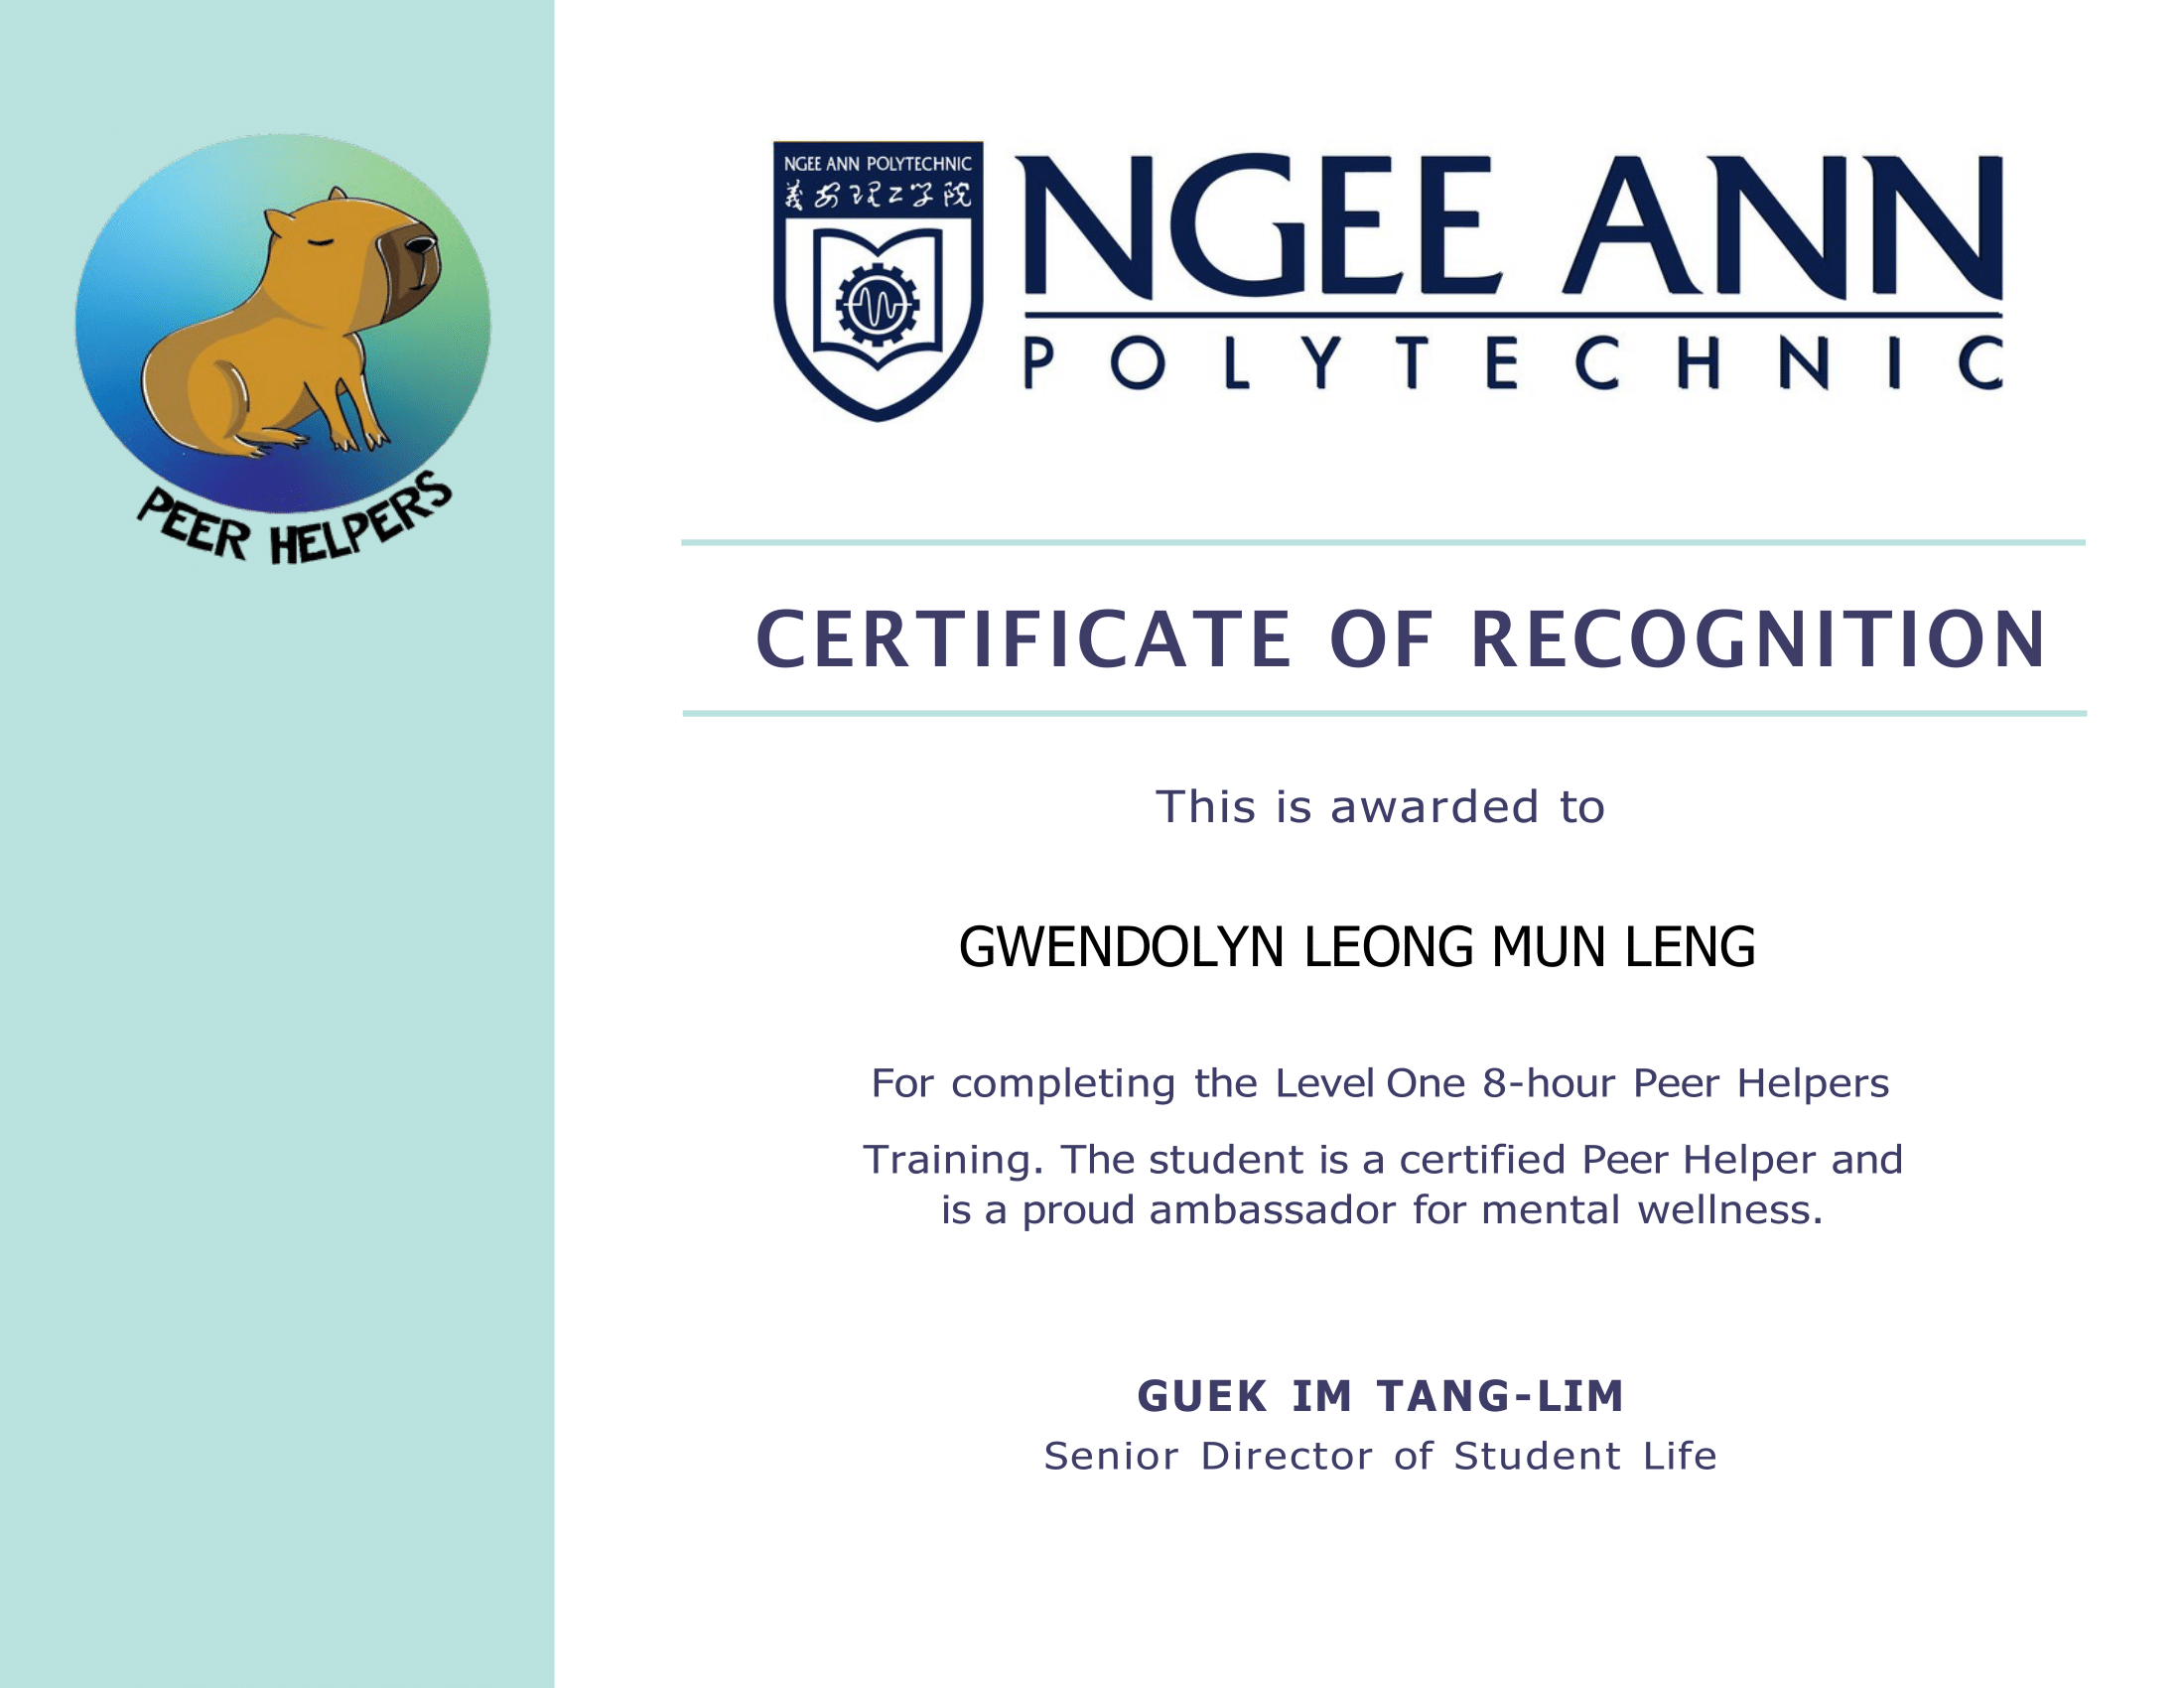 PEER HELPERS
NGEE ANN POLYTECHNIC
義安理工学院
NGEE ANN
POLYTECHNIC
CERTIFICATE OF RECOGNITION
This is awarded to
GWENDOLYN LEONG MUN LENG
For completing the Level One 8-hour Peer Helpers
Training. The student is a certified Peer Helper and
is a proud ambassador for mental wellness.
GUEK IM TANG-LIM
Senior Director of Student Life